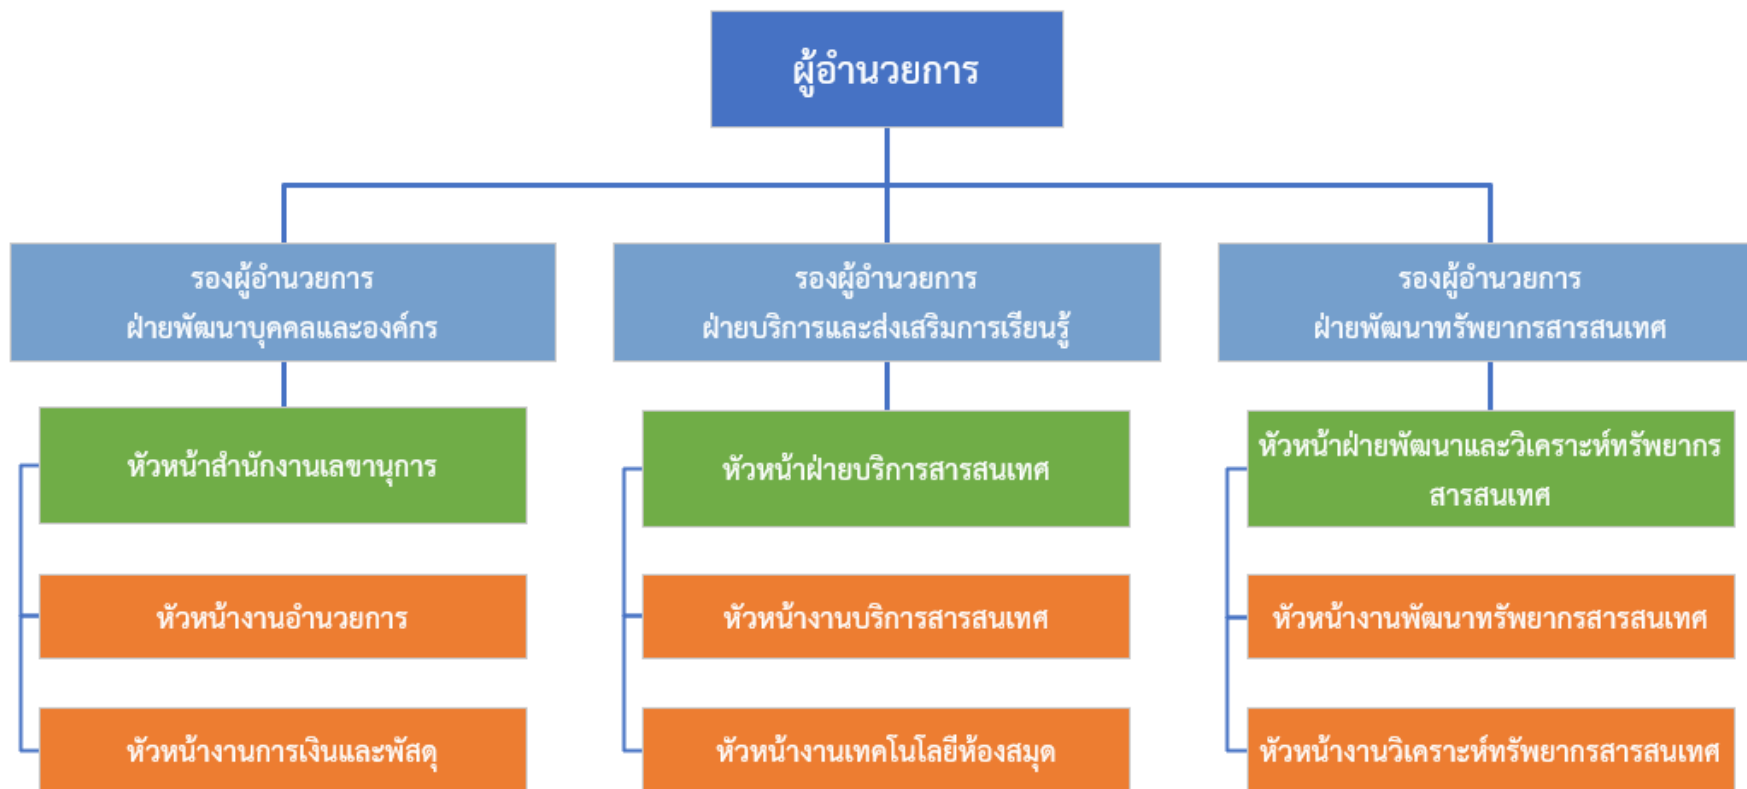 ผู้อำนวยการ
รองผู้อำนวยการ
ฝ่ายพัฒนาบุคคลและองค์กร
รองผู้อำนวยการ
ฝ่ายบริการและส่งเสริมการเรียนรู้
รองผู้อำนวยการ
ฝ่ายพัฒนาทรัพยากรสารสนเทศ
หัวหน้าสำนักงานเลขานุการ
หัวหน้าฝ่ายบริการสารสนเทศ
หัวหน้าฝ่ายพัฒนาและวิเคราะห์ทรัพยากร
สารสนเทศ
หัวหน้างานอำนวยการ
หัวหน้างานบริการสารสนเทศ
หัวหน้างานพัฒนาทรัพยากรสารสนเทศ
หัวหน้างานการเงินและพัสดุ
หัวหน้างานเทคโนโลยีห้องสมุด
หัวหน้างานวิเคราะห์ทรัพยากรสารสนเทศ